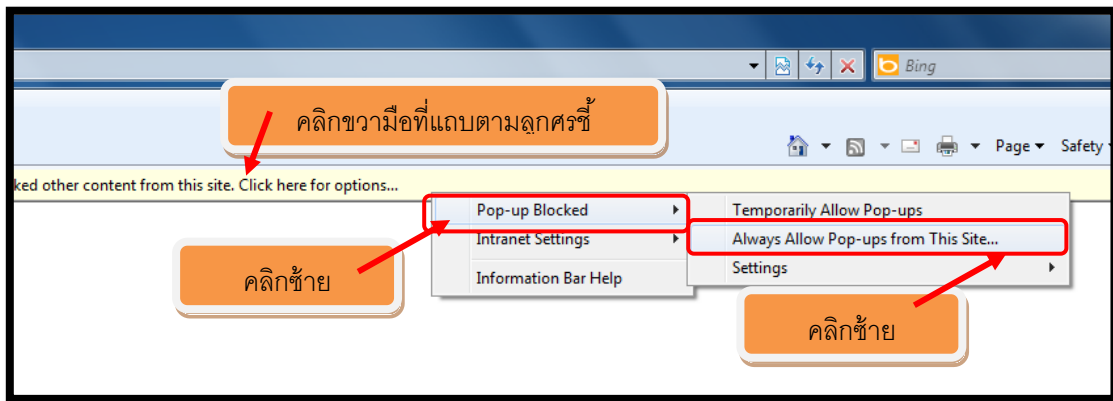 Bing
คลิกขวามือที่แถบตามลูกศรชี้
Page Safety
ked other content from this site. Click here for options...
Pop-up Blocked
Temporarily Allow Pop-ups
Intranet Settings
Always Allow Pop-ups from This Site...
Information Bar Help
Settings
คลิกซ้าย
คลิกซ้าย